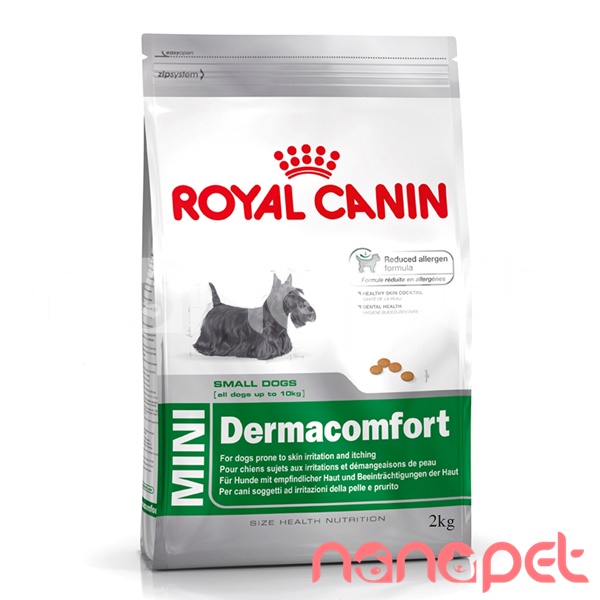 easyopen
zipsystem
ROYAL CANIN
Reduced allergen
formula
Formule réduite en allergènes
HEALTHY SKIN COCKTAIL
DENTAL HEALTH
SMALL DOGS
[all dogs up to 10kg]
MINI
Dermacomfort
For dogs prone to skin irritation and itching
Pour chiens sujets aux irritations et démangeaisons de peau
Für Hunde mit empfindlicher Haut und Beeinträchtigungen der Haut
Per cani soggetti ad irritazioni della pelle e prurito
SIZE HEALTH NUTRITION
2kg
nanapet